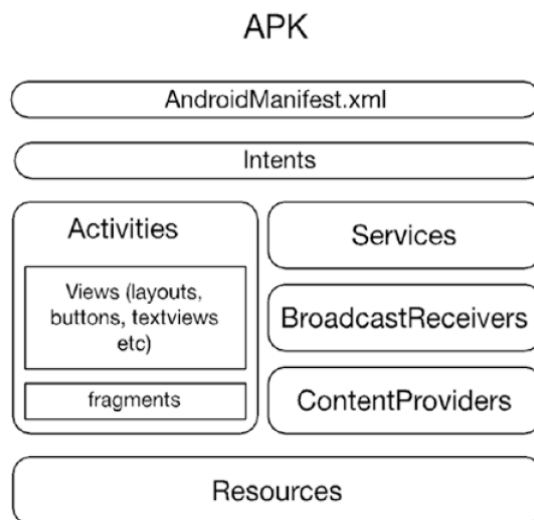 APK
AndroidManifest.xml
Intents
Activities
Views (layouts,
buttons, textviews
etc)
fragments
Services
BroadcastReceivers
ContentProviders
Resources